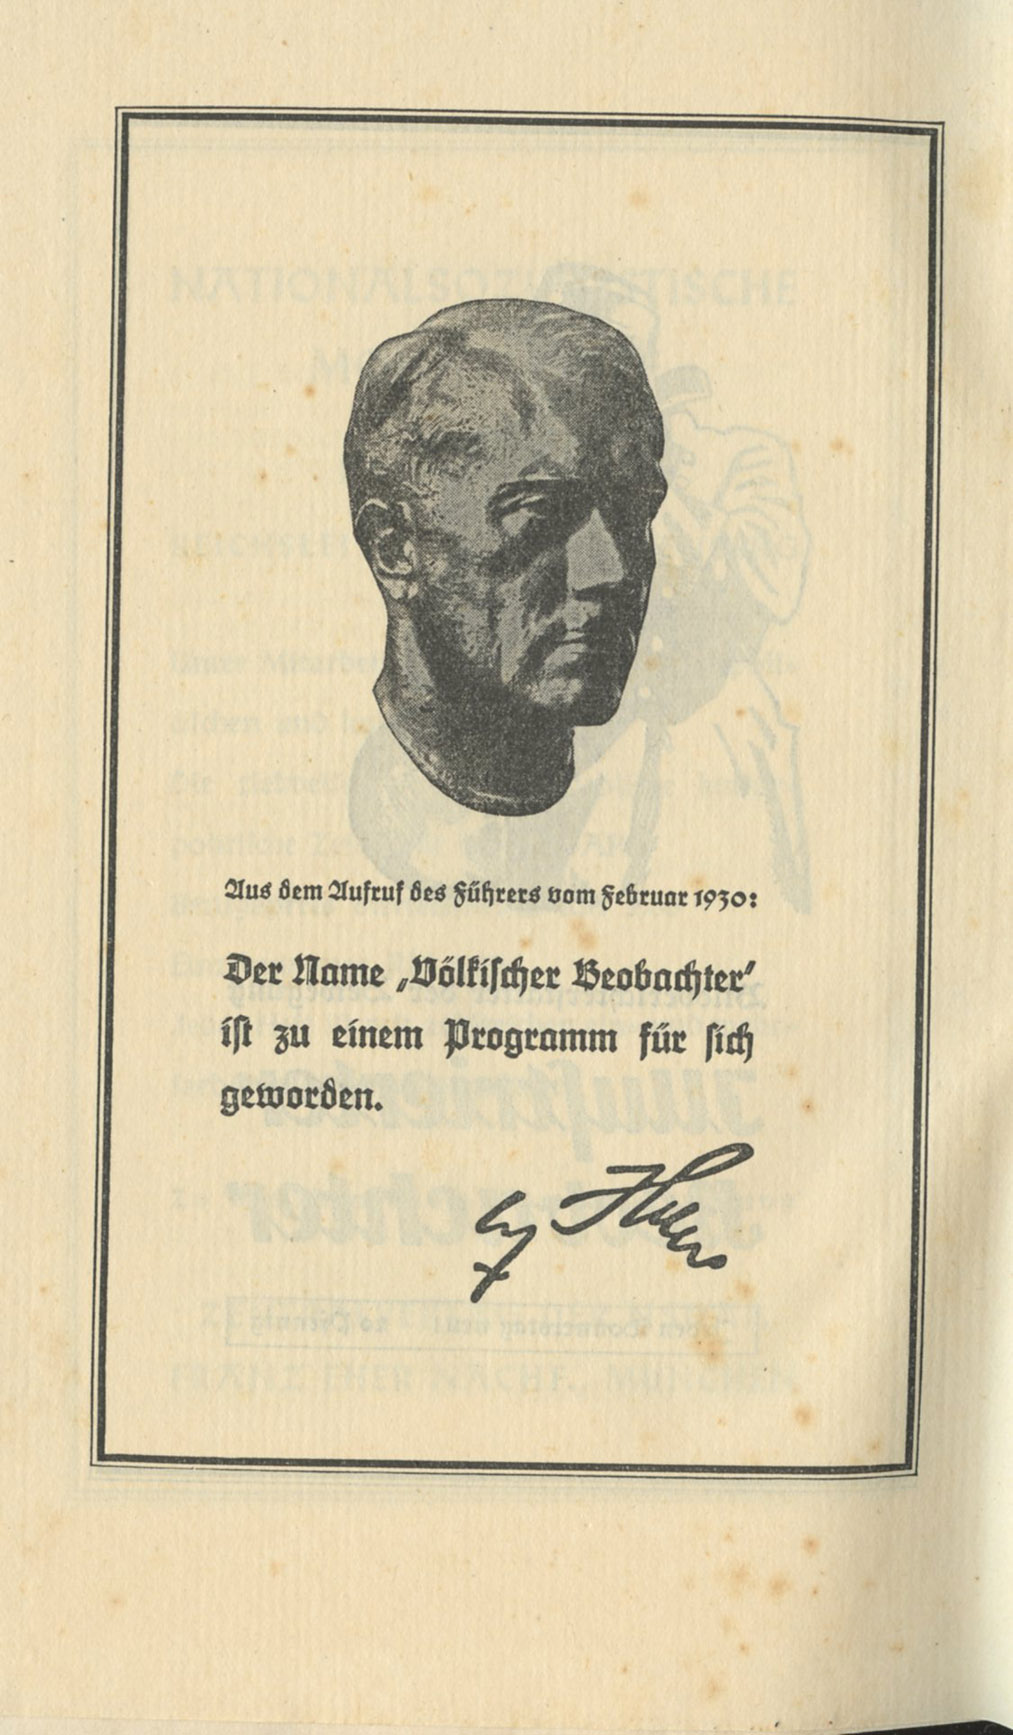 Aus dem Aufruf des Führers vom Februar 1930:
Der Name „Völkischer Beobachter“
ist zu einem Programm für sich
geworden.